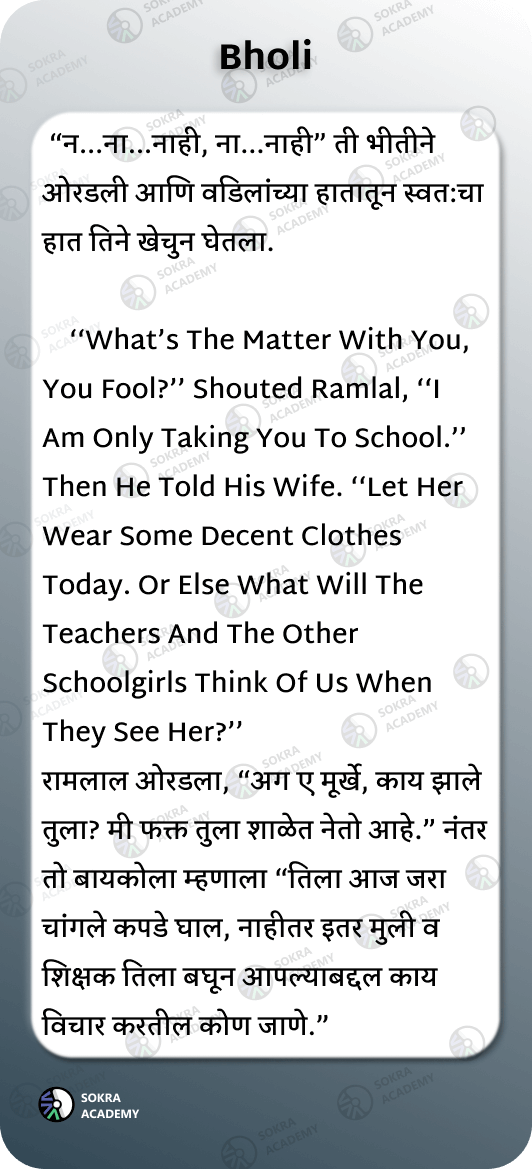 Bholi
“न...ना...नाही, ना...नाही” ती भीतीने
ओरडली आणि वडिलांच्या हातातून स्वत:चा
हात तिने खेचुन घेतला.
‘‘What’s The Matter With You,
You Fool?’’ Shouted Ramlal, ‘‘I
Am Only Taking You To School.’’
Then He Told His Wife. ‘‘Let Her
Wear Some Decent Clothes
Today. Or Else What Will The
Teachers And The Other
Schoolgirls Think Of Us When
They See Her?’’
रामलाल ओरडला, “अग ए मूर्खे, काय झाले
तुला? मी फक्त तुला शाळेत नेतो आहे.” नंतर
तो बायकोला म्हणाला “तिला आज जरा
चांगले कपडे घाल, नाहीतर इतर मुली व
शिक्षक तिला बघून आपल्याबद्दल काय
विचार करतील कोण जाणे.”
SOKRA
ACADEMY